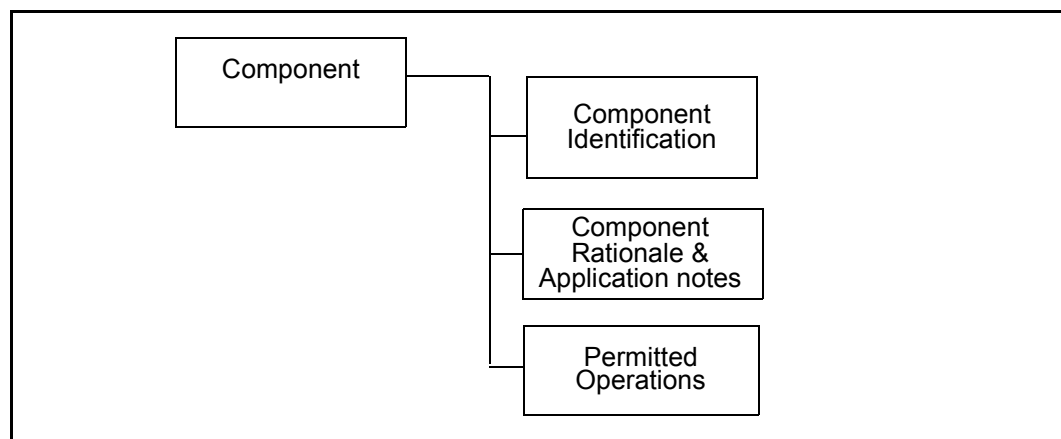 Component
Component
Identification
Component
Rationale &
Application notes
Permitted
Operations